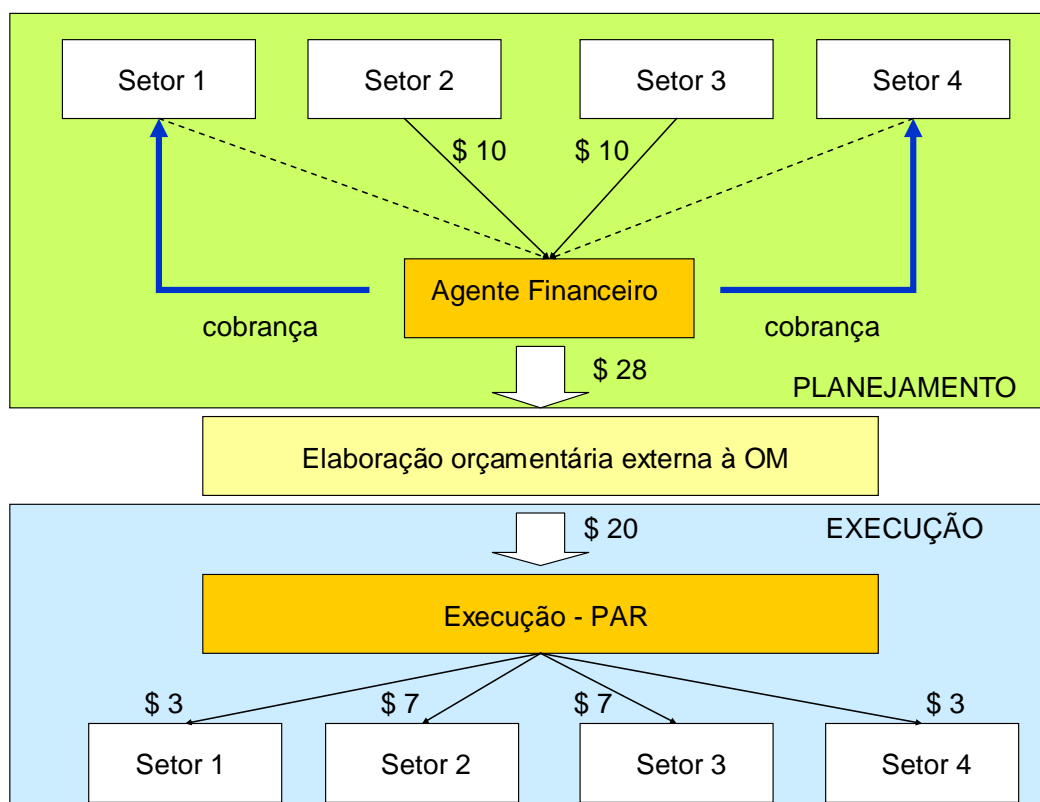 Setor 1
Setor 2
Setor 3
Setor 4
$ 10
$ 10
Agente Financeiro
cobrança
cobrança
$ 28
PLANEJAMENTO
Elaboração orçamentária externa à OM
$ 20
EXECUÇÃO
Execução - PAR
$ 3
$ 7
$ 7
$ 3
Setor 1
Setor 2
Setor 3
Setor 4